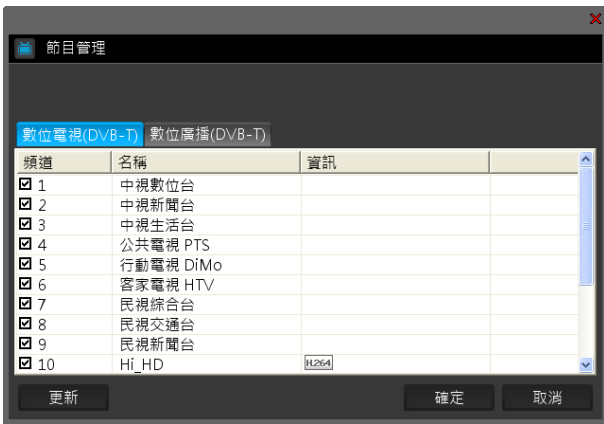 節目管理
數位電視(DVB-T) 數位廣播(DVB-T)
頻道 名稱 資訊
1 中視數位台
2 中視新聞台
3 中視生活台
4 公共電視 PTS
5 行動電視 DiMo
6 客家電視 HTV
7 民視綜合台
8 民視交通台
9 民視新聞台
10 Hi_HD H.264
更新 確定 取消